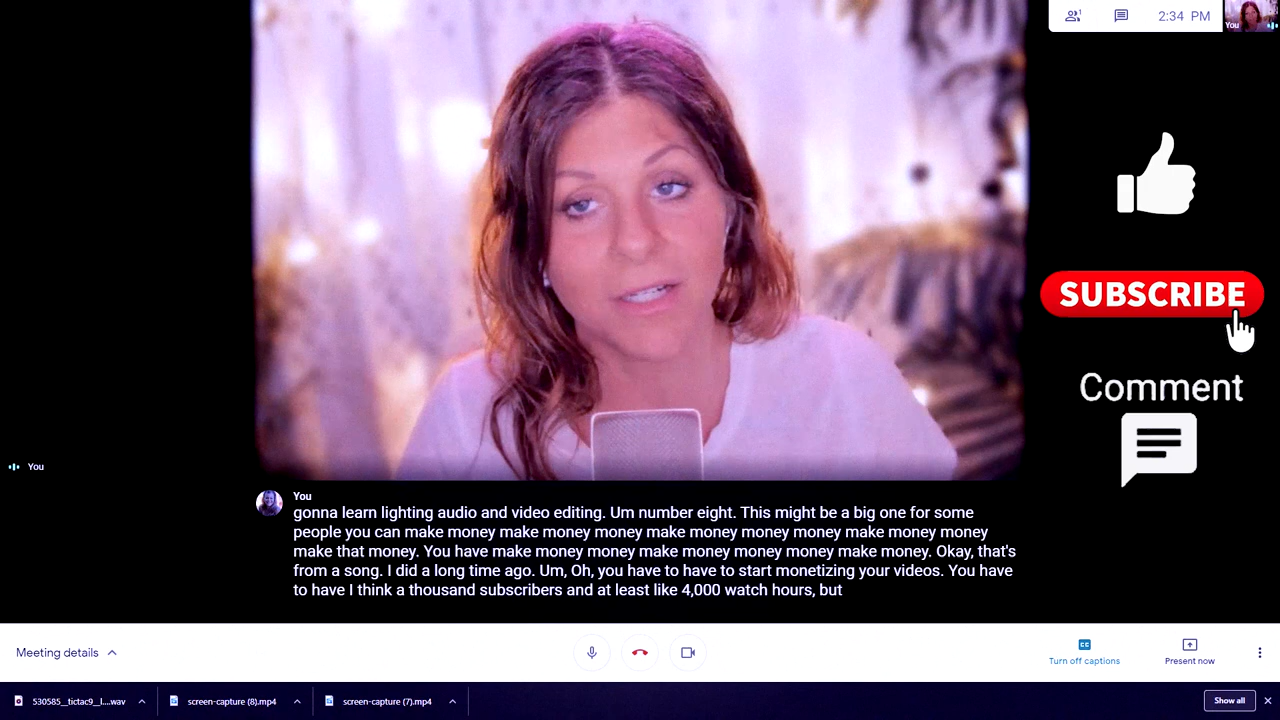 1
2:34 PM
You
SUBSCRIBE
Comment
You
You
gonna learn lighting audio and video editing. Um number eight. This might be a big one for some
people you can make money make money money make money money money make money money
make that money. You have make money money make money money money make money. Okay, that's
from a song. I did a long time ago. Um, Oh, you have to have to start monetizing your videos. You have
to have I think a thousand subscribers and at least like 4,000 watch hours, but
Meeting details
CC
Turn off captions
Present now
530585__tictac9__l....wav
screen-capture (8).mp4
screen-capture (7).mp4
Show all